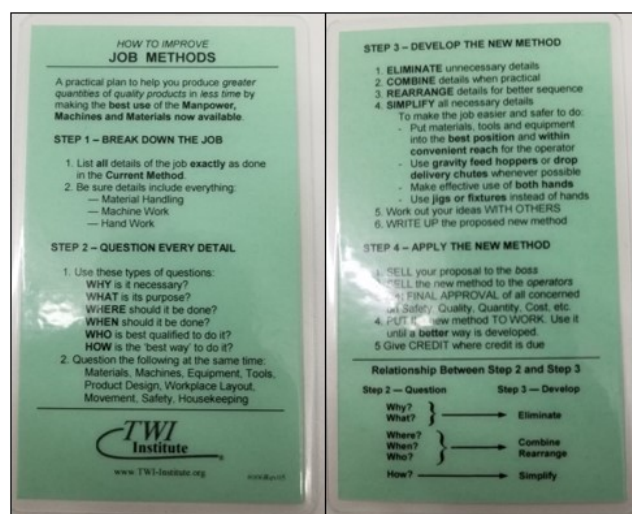 HOW TO IMPROVE
JOB METHODS
A practical plan to help you produce greater
quantities of quality products in less time by
making the best use of the Manpower,
Machines and Materials now available.
STEP 1 – BREAK DOWN THE JOB
1. List all details of the job exactly as done
in the Current Method.
2. Be sure details include everything:
— Material Handling
— Machine Work
— Hand Work
STEP 2 – QUESTION EVERY DETAIL
1. Use these types of questions:
WHY is it necessary?
WHAT is its purpose?
WHERE should it be done?
WHEN should it be done?
WHO is best qualified to do it?
HOW is the 'best way' to do it?
2. Question the following at the same time:
Materials, Machines, Equipment, Tools,
Product Design, Workplace Layout,
Movement, Safety, Housekeeping
TWI
Institute
www.TWI-Institute.org
STEP 3 – DEVELOP THE NEW METHOD
1. ELIMINATE unnecessary details
2. COMBINE details when practical
3. REARRANGE details for better sequence
4. SIMPLIFY all necessary details
To make the job easier and safer to do:
- Put materials, tools and equipment
into the best position and within
convenient reach for the operator
- Use gravity feed hoppers or drop
delivery chutes whenever possible
- Make effective use of both hands
- Use jigs or fixtures instead of hands
5. Work out your ideas WITH OTHERS
6. WRITE UP the proposed new method
STEP 4 – APPLY THE NEW METHOD
1. SELL your proposal to the boss
SELL the new method to the operators
FINAL APPROVAL of all concerned
on Safety, Quality, Quantity, Cost, etc.
4. PUT the new method TO WORK. Use it
until a better way is developed.
5 Give CREDIT where credit is due
Relationship Between Step 2 and Step 3
Step 2 — Question Step 3 — Develop
Why?
What?
Eliminate
Where?
When?
Who?
Combine
Rearrange
How? Simplify